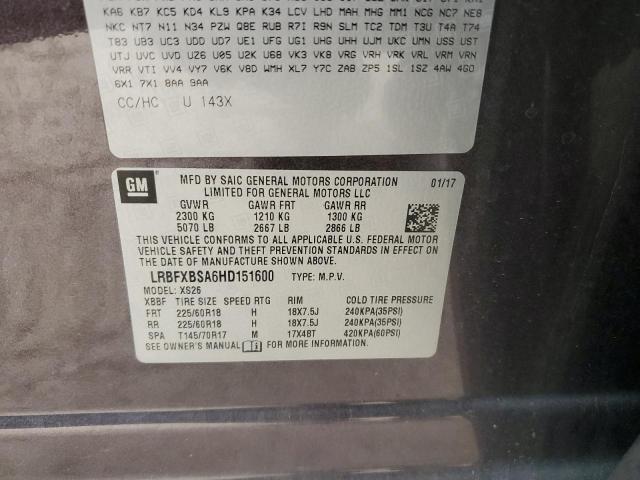 KA6 KB7 KC5 KD4 KL9 KPA K34 LCV LHD MAH MHG MMI NCG NC7 NE8
NKC NT7 N11 N34 PZW Q8E RUB R7I R9N SLM TC2 TDM T3U T4A T74
T83 UB3 UC3 UDD UD7 UE1 UFG UG1 UHG UHH UJM UKC UMN USS UST
UTJ UVC UVD UZ6 U05 U2K U68 VK3 VK8 VRG VRH VRK VRL VRM VRN
VRR VTI VV4 VY7 V6K V8D WMH XL7 Y7C ZAB ZP5 1SL 1SZ 4AW 4G0
6X1 7X1 8AA 9AA
CC/HC U 143X
GM
MFD BY SAIC GENERAL MOTORS CORPORATION 01/17
LIMITED FOR GENERAL MOTORS LLC
GVWR GAWR FRT GAWR RR
2300 KG 1210 KG 1300 KG
5070 LB 2667 LB 2866 LB
THIS VEHICLE CONFORMS TO ALL APPLICABLE U.S. FEDERAL MOTOR
VEHICLE SAFETY AND THEFT PREVENTION STANDARDS IN EFFECT
ON THE DATE OF MANUFACTURE SHOWN ABOVE.
LRBFXBSA6HD151600 TYPE: M.P.V.
MODEL: XS26
XBBF TIRE SIZE SPEED RTG RIM COLD TIRE PRESSURE
FRT 225/60R18 H 18X7.5J 240KPA(35PSI)
RR 225/60R18 H 18X7.5J 240KPA(35PSI)
SPA T145/70R17 M 17X4BT 420KPA(60PSI)
SEE OWNER'S MANUAL FOR MORE INFORMATION.